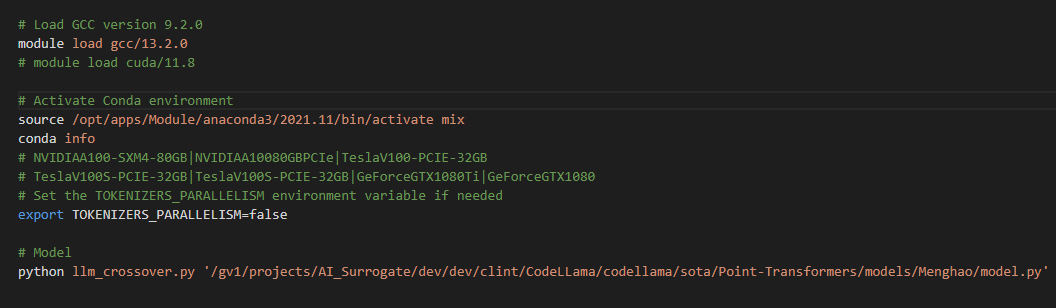 # Load GCC version 9.2.0
module load gcc/13.2.0
# module load cuda/11.8
# Activate Conda environment
source /opt/apps/Module/anaconda3/2021.11/bin/activate mix
conda info
# NVIDIAA100-SXM4-80GB|NVIDIAA10080GBPCIe|TeslaV100-PCIE-32GB
# TeslaV100S-PCIE-32GB|TeslaV100S-PCIE-32GB|GeForceGTX1080Ti|GeForceGTX1080
# Set the TOKENIZERS_PARALLELISM environment variable if needed
export TOKENIZERS_PARALLELISM=false
# Model
python llm_crossover.py '/gv1/projects/AI_Surrogate/dev/dev/clint/CodeLLama/codellama/sota/Point-Transformers/models/Menghao/model.py'